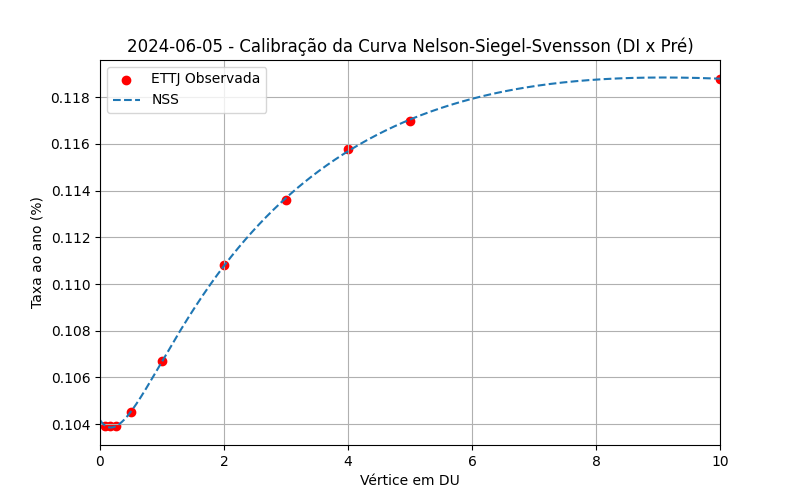 2024-06-05 - Calibração da Curva Nelson-Siegel-Svensson (DI x Pré)
ETTJ Observada
NSS
Taxa ao ano (%)
0.118
0.116
0.114
0.112
0.110
0.108
0.106
0.104
0 2 4 6 8 10
Vértice em DU